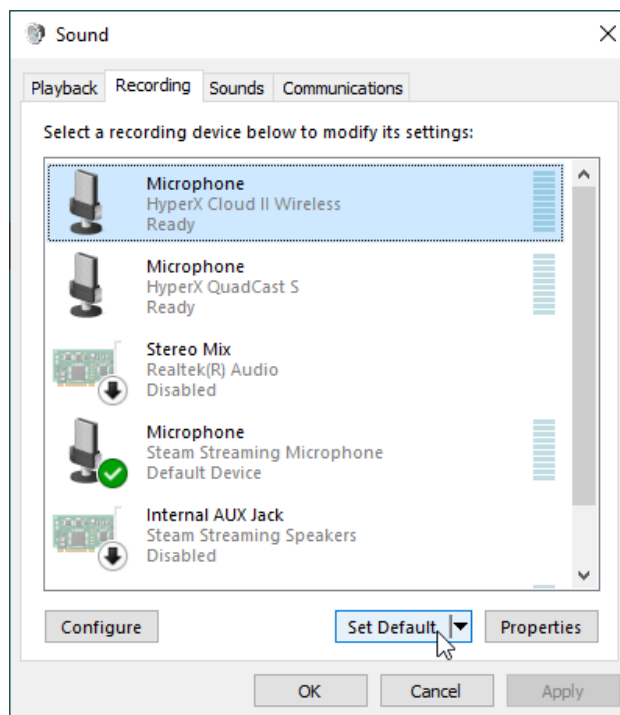 Sound
Playback Recording Sounds Communications
Select a recording device below to modify its settings:
Microphone
HyperX Cloud II Wireless
Ready
Microphone
HyperX QuadCast S
Ready
Stereo Mix
Realtek(R) Audio
Disabled
Microphone
Steam Streaming Microphone
Default Device
Internal AUX Jack
Steam Streaming Speakers
Disabled
Configure Set Default Properties
OK Cancel Apply